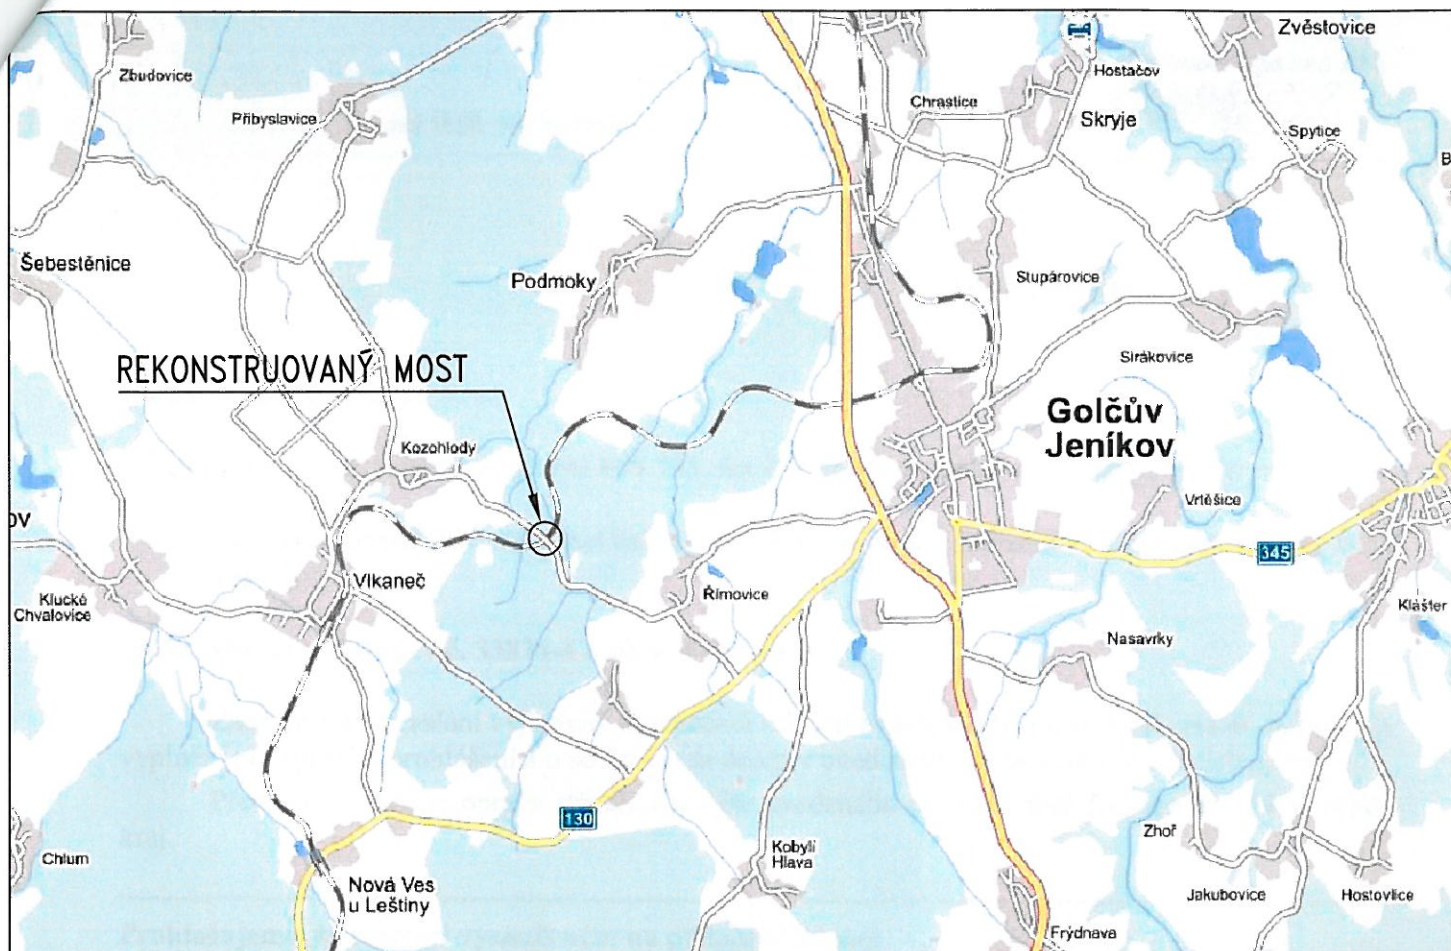 Zvěstovice
Zbudovice
Hostačov
Přibyslavice
Chrastice
Skryje
Spytice
B
Šebestěnice
Podmoky
Stupárovice
REKONSTRUOVANÝ MOST
Sirákovice
Golčův
Jeníkov
Kozohlody
Vrtěšice
OV
345
Vlkaneč
Římovice
Klucké
Chvalovice
Klášter
Nasavrky
130
Zhoř
Kobylí
Hlava
Chlum
Nová Ves
u Leštiny
Jakubovice
Hostovlice
Frýdnava